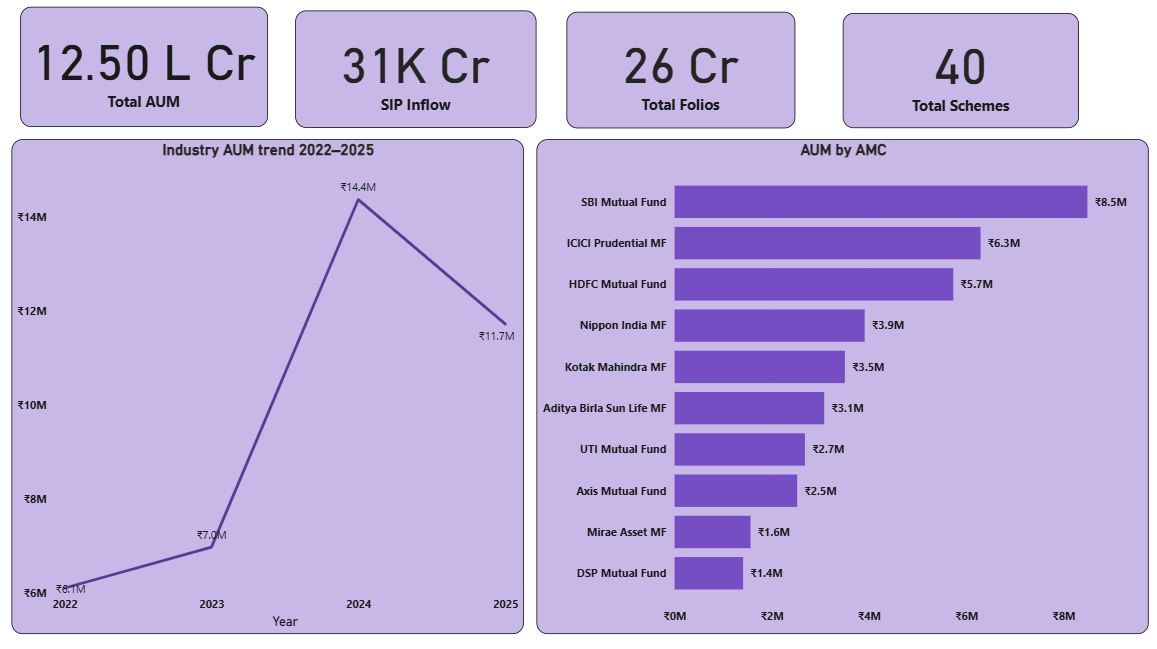 12.50 L Cr
Total AUM
31K Cr
SIP Inflow
26 Cr
Total Folios
40
Total Schemes
Industry AUM trend 2022–2025
₹14M
₹12M
₹10M
₹8M
₹6M
₹14.4M
₹11.7M
₹7.0M
₹6.1M
2022
2023
2024
2025
Year
AUM by AMC
SBI Mutual Fund ₹8.5M
ICICI Prudential MF ₹6.3M
HDFC Mutual Fund ₹5.7M
Nippon India MF ₹3.9M
Kotak Mahindra MF ₹3.5M
Aditya Birla Sun Life MF ₹3.1M
UTI Mutual Fund ₹2.7M
Axis Mutual Fund ₹2.5M
Mirae Asset MF ₹1.6M
DSP Mutual Fund ₹1.4M
₹0M ₹2M ₹4M ₹6M ₹8M